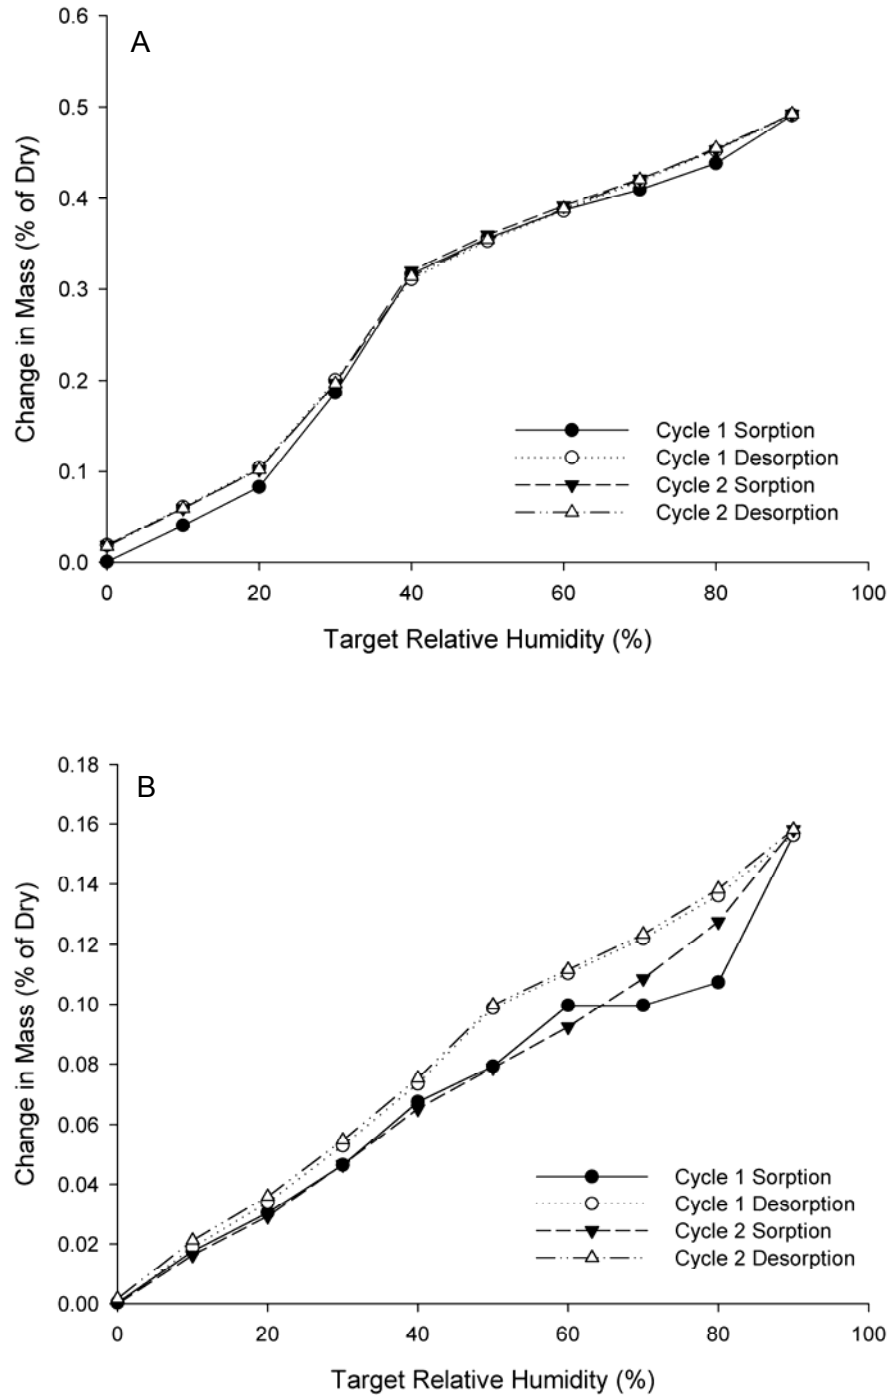 A
0.6
0.5
0.4
0.3
0.2
0.1
0.0
Change in Mass (% of Dry)
Cycle 1 Sorption
Cycle 1 Desorption
Cycle 2 Sorption
Cycle 2 Desorption
0 20 40 60 80 100
Target Relative Humidity (%)
B
0.18
0.16
0.14
0.12
0.10
0.08
0.06
0.04
0.02
0.00
Change in Mass (% of Dry)
Cycle 1 Sorption
Cycle 1 Desorption
Cycle 2 Sorption
Cycle 2 Desorption
0 20 40 60 80 100
Target Relative Humidity (%)